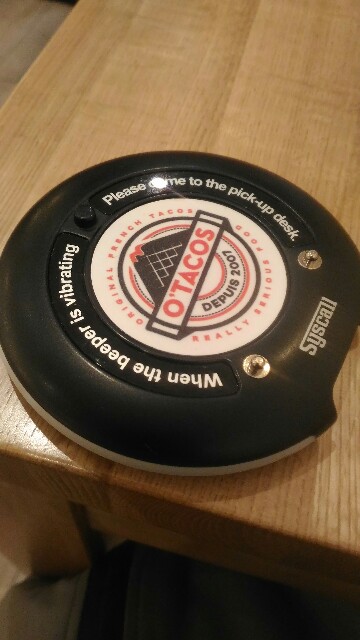 When the beeper is vibrating
Please come to the pick-up desk.
ORIGINAL FRENCH TACOS
O'TACOS
DEPUIS 2007
REALLY SERIOUS FOOD
Syscall